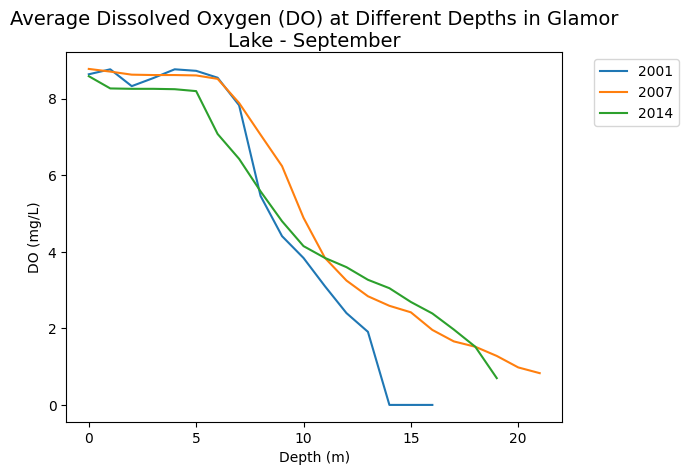 Average Dissolved Oxygen (DO) at Different Depths in Glamor
Lake - September
2001
2007
2014
8
6
4
2
0
DO (mg/L)
0 5 10 15 20
Depth (m)